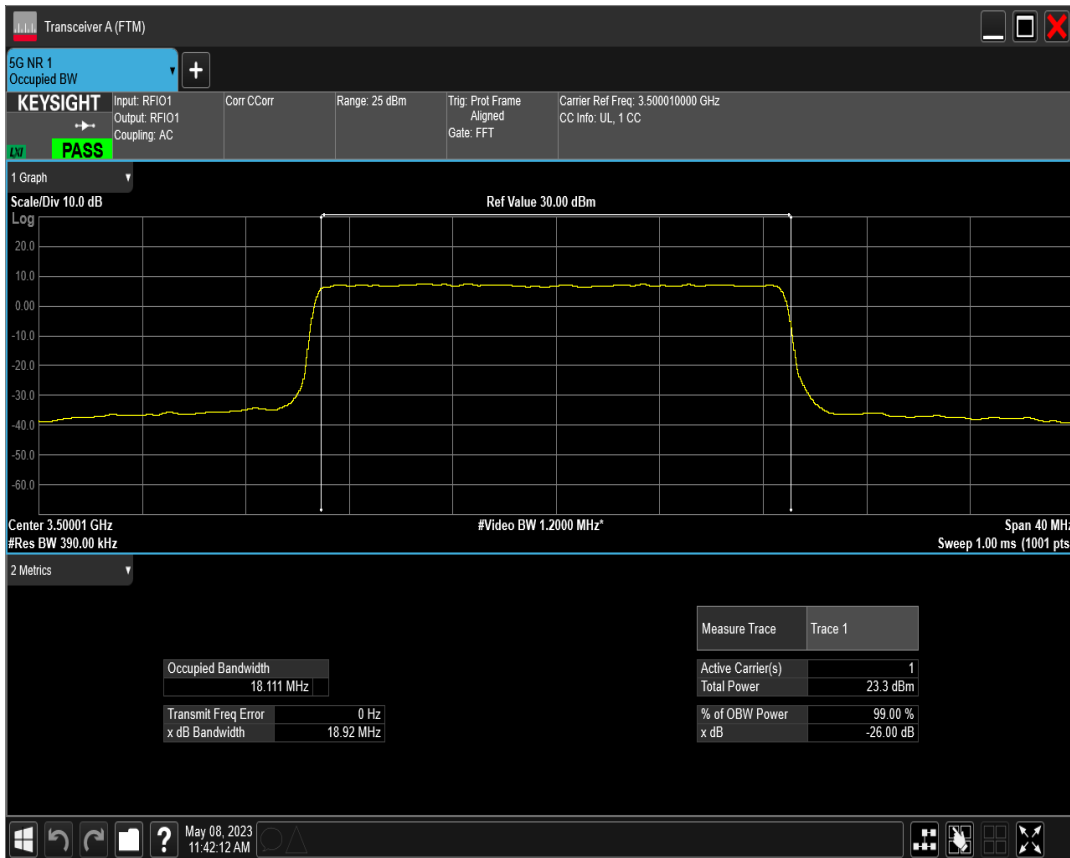 Transceiver A (FTM)
5G NR 1
Occupied BW
+
KEYSIGHT
LXI
PASS
Input: RFIO1
Output: RFIO1
Coupling: AC
Corr CCorr
Range: 25 dBm
Trig: Prot Frame
Aligned
Gate: FFT
Carrier Ref Freq: 3.500010000 GHz
CC Info: UL, 1 CC
1 Graph
Scale/Div 10.0 dB
Ref Value 30.00 dBm
Log
20.0
10.0
0.00
-10.0
-20.0
-30.0
-40.0
-50.0
-60.0
Center 3.50001 GHz
#Video BW 1.2000 MHz*
Span 40 MHz
#Res BW 390.00 kHz
Sweep 1.00 ms (1001 pts
2 Metrics
Measure Trace Trace 1
Occupied Bandwidth
18.111 MHz
Active Carrier(s) 1
Total Power 23.3 dBm
Transmit Freq Error 0 Hz
x dB Bandwidth 18.92 MHz
% of OBW Power 99.00 %
x dB -26.00 dB
?
May 08, 2023
11:42:12 AM